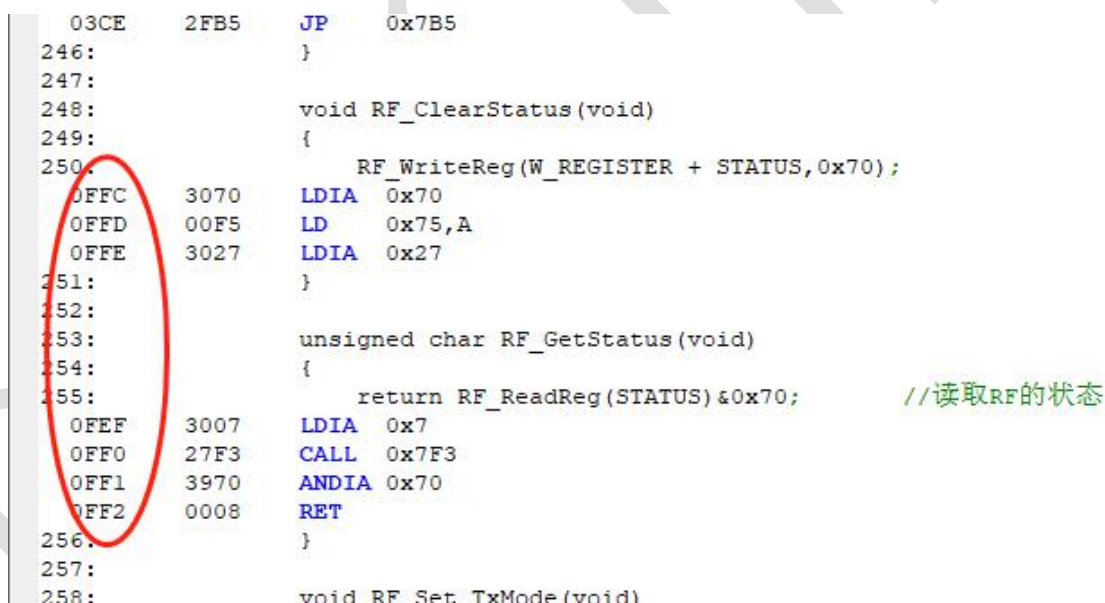 03CE 2FB5 JP 0x7B5
246: }
247:
248: void RF_ClearStatus(void)
249: {
250: RF_WriteReg(W_REGISTER + STATUS,0x70);
0FFC 3070 LDIA 0x70
0FFD 00F5 LD 0x75,A
0FFE 3027 LDIA 0x27
251: }
252:
253: unsigned char RF_GetStatus(void)
254: {
255: return RF_ReadReg(STATUS)&0x70; //读取RF的状态
0FEF 3007 LDIA 0x7
0FF0 27F3 CALL 0x7F3
0FF1 3970 ANDIA 0x70
0FF2 0008 RET
256: }
257:
258: void RF_Set_TxMode(void)